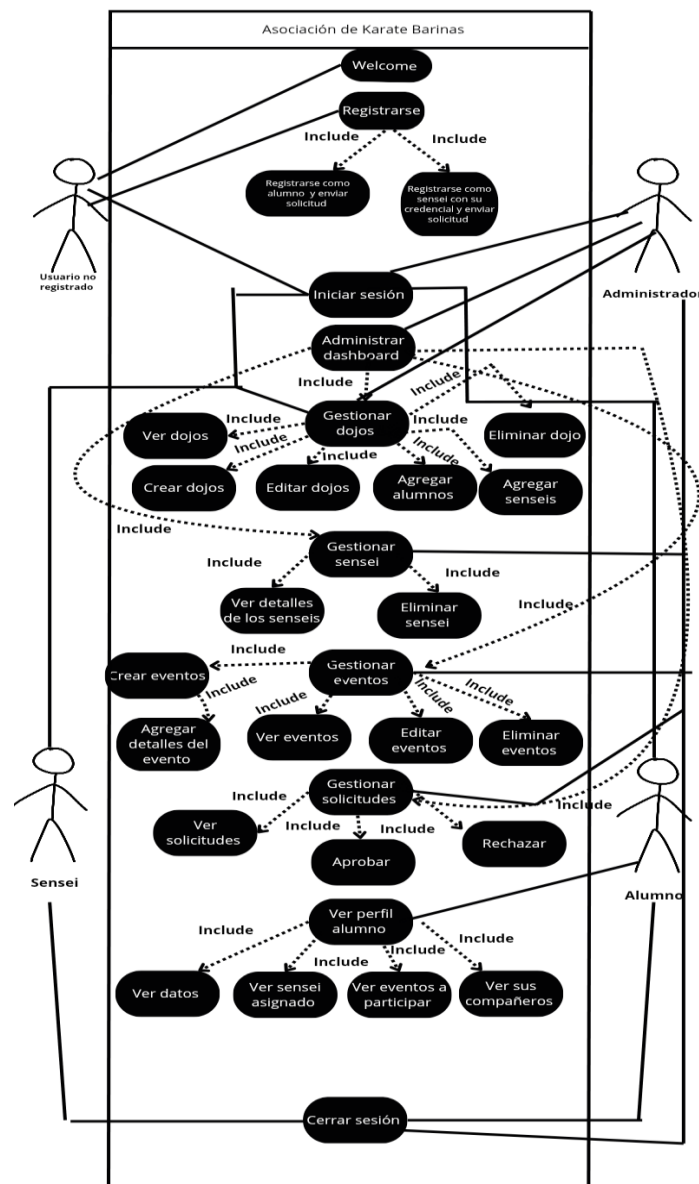 Asociación de Karate Barinas
Welcome
Registrarse
Include
Include
Registrarse como
alumno y enviar
solicitud
Registrarse como
sensei con su
credencial y enviar
solicitud
Usuario no
registrado
Administrador
Iniciar sesión
Administrar
dashboard
Include
Include
Gestionar
dojos
Include
Include
Include
Include
Include
Ver dojos
Eliminar dojo
Crear dojos
Editar dojos
Agregar
alumnos
Agregar
senseis
Include
Gestionar
sensei
Include
Include
Ver detalles
de los senseis
Eliminar
sensei
Include
Include
Gestionar
eventos
Crear eventos
Include
Include
Include
Include
Agregar
detalles del
evento
Ver eventos
Editar
eventos
Eliminar
eventos
Gestionar
solicitudes
Include
Include
Include
Include
Ver
solicitudes
Aprobar
Rechazar
Sensei
Alumno
Ver perfil
alumno
Include
Include
Include
Include
Ver datos
Ver sensei
asignado
Ver eventos a
participar
Ver sus
compañeros
Cerrar sesión